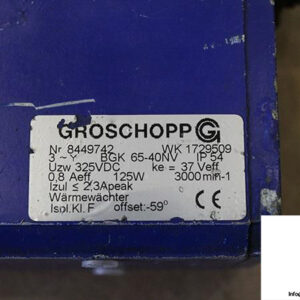 GROSCHOPP G
Nr 8449742 WK 1729509
3 ~ Y BGK 65-40NV IP 54
Uzw 325VDC ke = 37 Veff
0,8 Aeff 125W 3000min-1
Izul ≤ 2,3Apeak
Wärmewächter
Isol.Kl. F offset:-59°